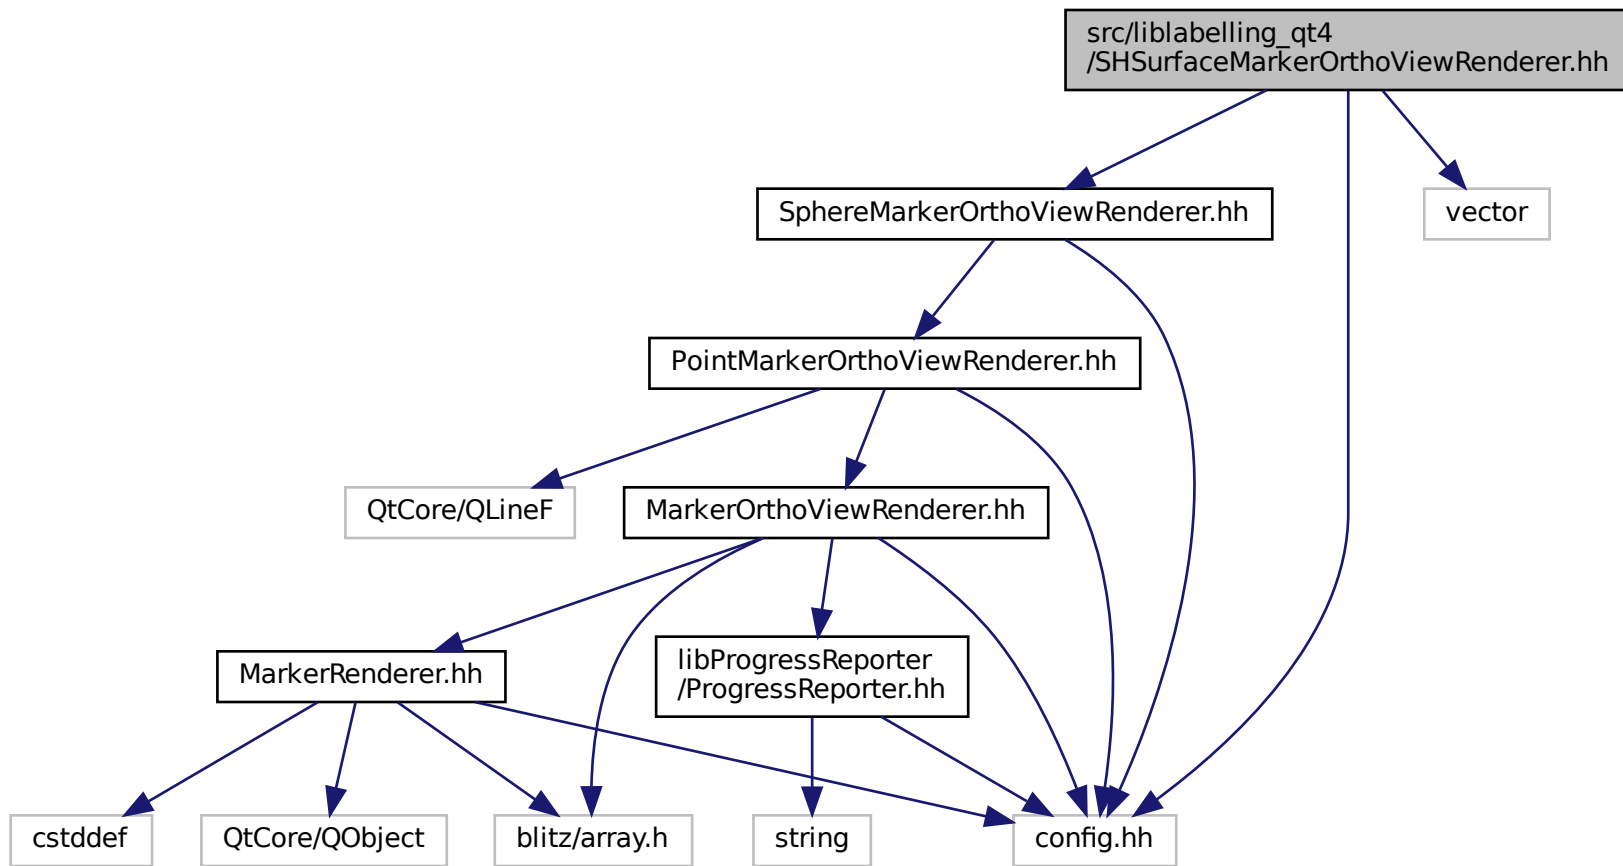 src/liblabelling_qt4
/SHSurfaceMarkerOrthoViewRenderer.hh
SphereMarkerOrthoViewRenderer.hh
vector
PointMarkerOrthoViewRenderer.hh
QtCore/QLineF
MarkerOrthoViewRenderer.hh
MarkerRenderer.hh
libProgressReporter
/ProgressReporter.hh
cstddef
QtCore/QObject
blitz/array.h
string
config.hh